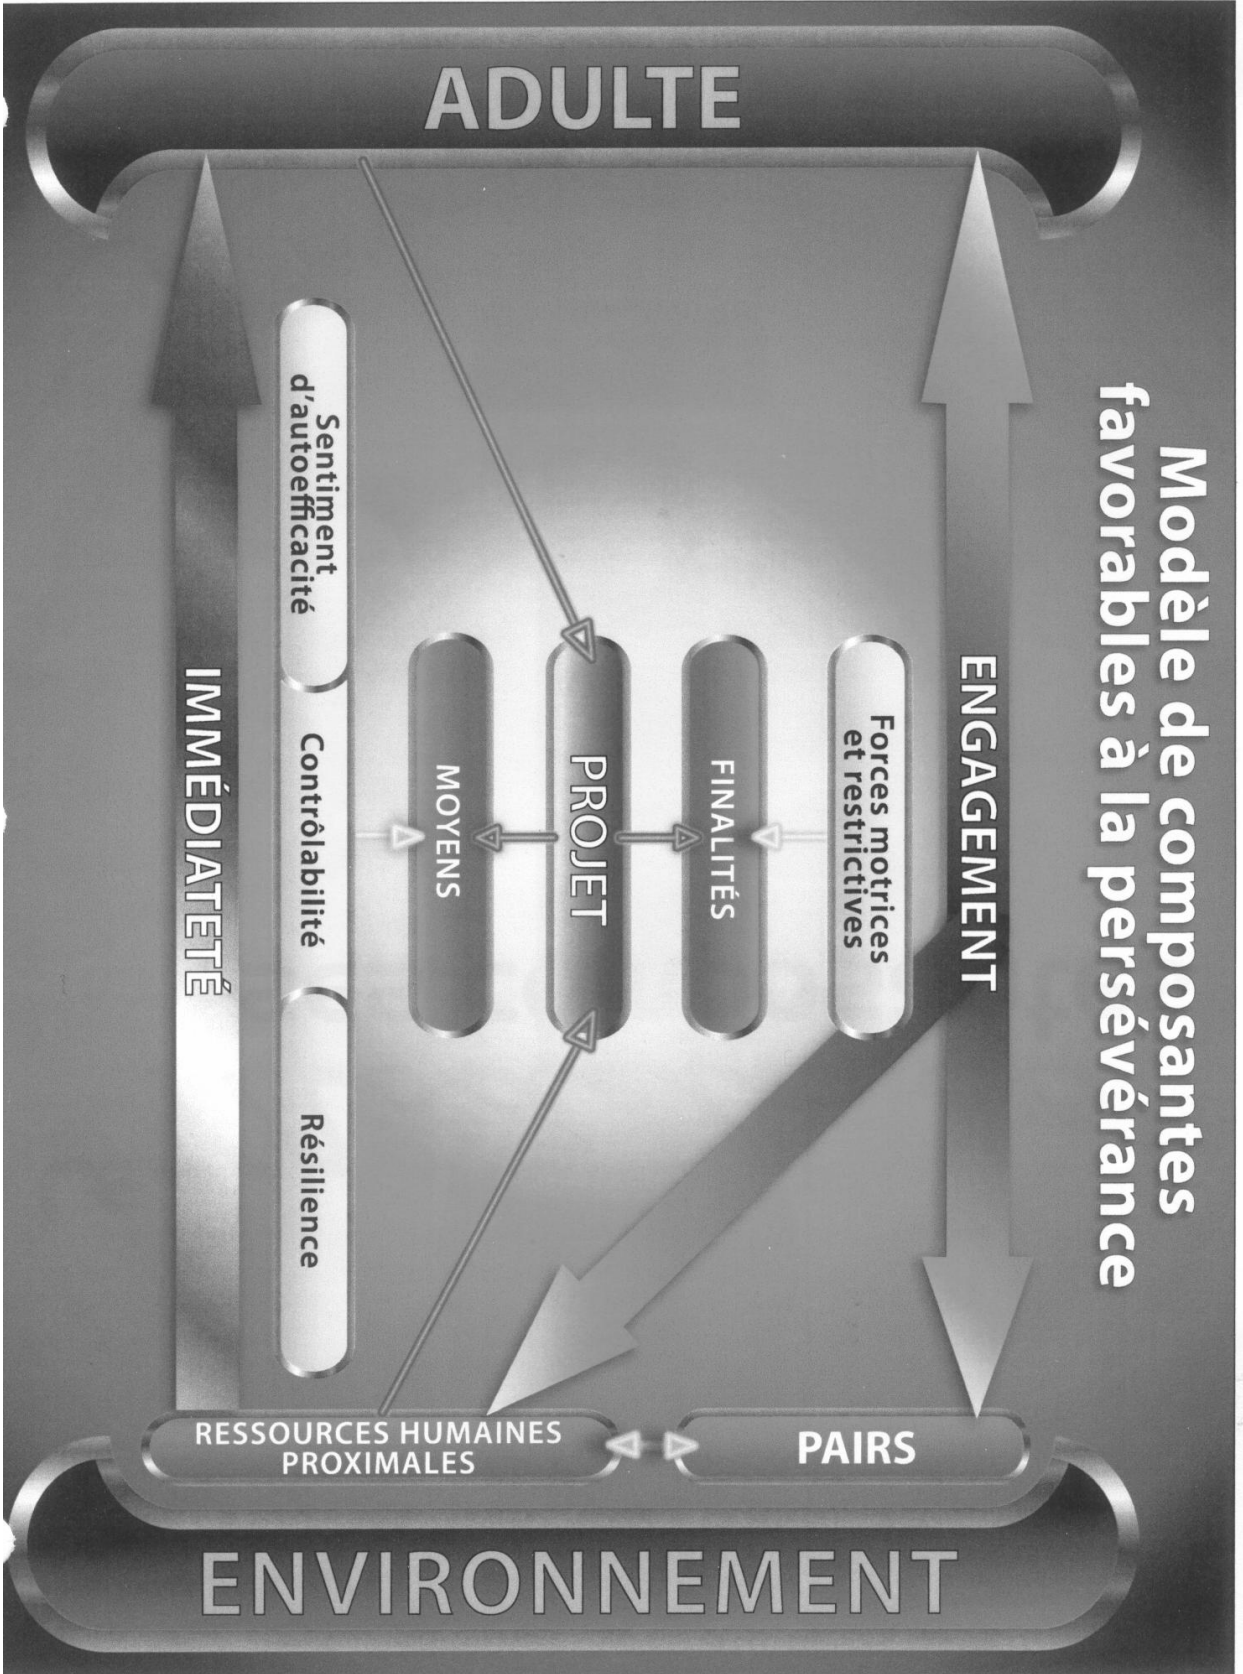 Modèle de composantes
favorables à la persévérance
ADULTE
ENGAGEMENT
Forces motrices
et restrictives
FINALITÉS
PROJET
MOYENS
Sentiment
d'autoefficacité
Contrôlabilité
Résilience
IMMÉDIATETÉ
PAIRS
RESSOURCES HUMAINES
PROXIMALES
ENVIRONNEMENT